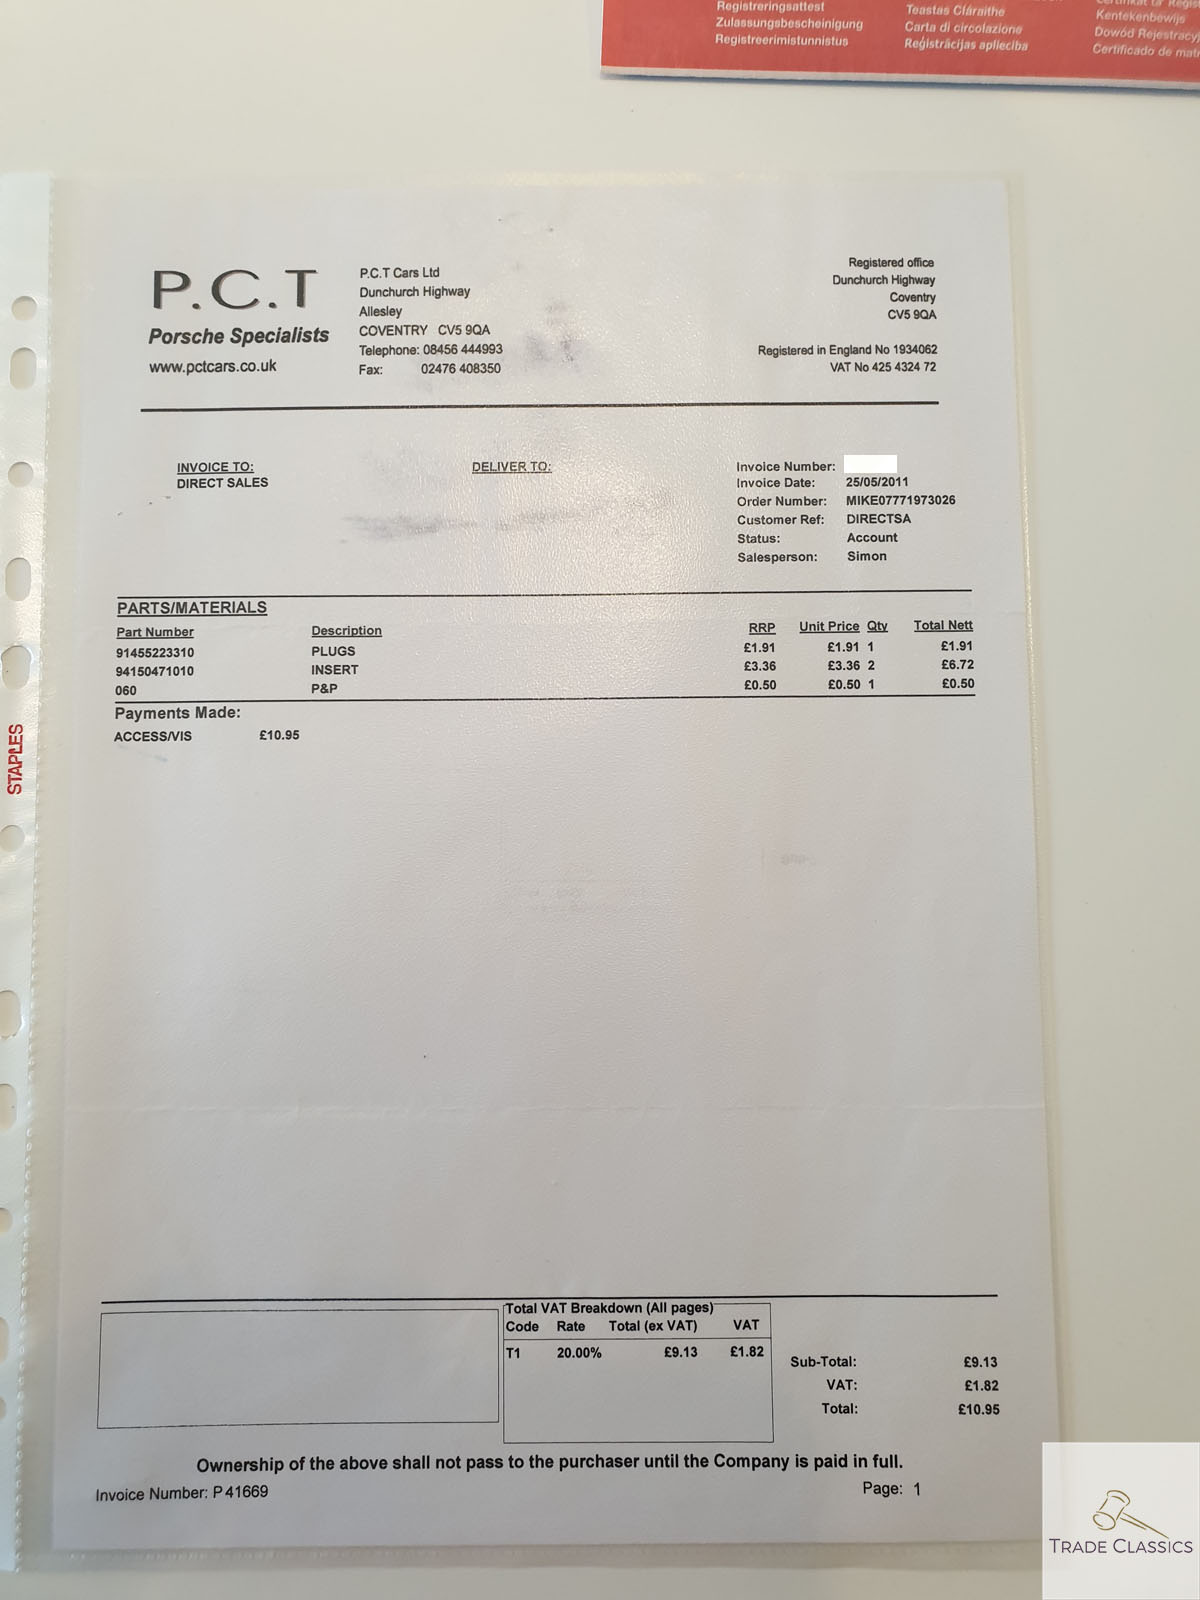 Registreringsattest
Zulassungsbescheinigung
Registreerimistunnistus
Teastas Cláraithe
Carta di circolazione
Reģistrācijas apliecība
Kentekenbewijs
Dowód Rejestracyj
Certificado de mat
P.C.T
Porsche Specialists
www.pctcars.co.uk
P.C.T Cars Ltd
Dunchurch Highway
Allesley
COVENTRY CV5 9QA
Telephone: 08456 444993
Fax: 02476 408350
Registered office
Dunchurch Highway
Coventry
CV5 9QA
Registered in England No 1934062
VAT No 425 4324 72
INVOICE TO:
DIRECT SALES
DELIVER TO:
Invoice Number:
Invoice Date: 25/05/2011
Order Number: MIKE07771973026
Customer Ref: DIRECTSA
Status: Account
Salesperson: Simon
PARTS/MATERIALS
Part Number Description RRP Unit Price Qty Total Nett
91455223310 PLUGS £1.91 £1.91 1 £1.91
94150471010 INSERT £3.36 £3.36 2 £6.72
060 P&P £0.50 £0.50 1 £0.50
Payments Made:
ACCESS/VIS £10.95
STAPLES
Total VAT Breakdown (All pages)
Code Rate Total (ex VAT) VAT
T1 20.00% £9.13 £1.82
Sub-Total: £9.13
VAT: £1.82
Total: £10.95
Ownership of the above shall not pass to the purchaser until the Company is paid in full.
Invoice Number: P 41669
Page: 1
TRADE CLASSICS